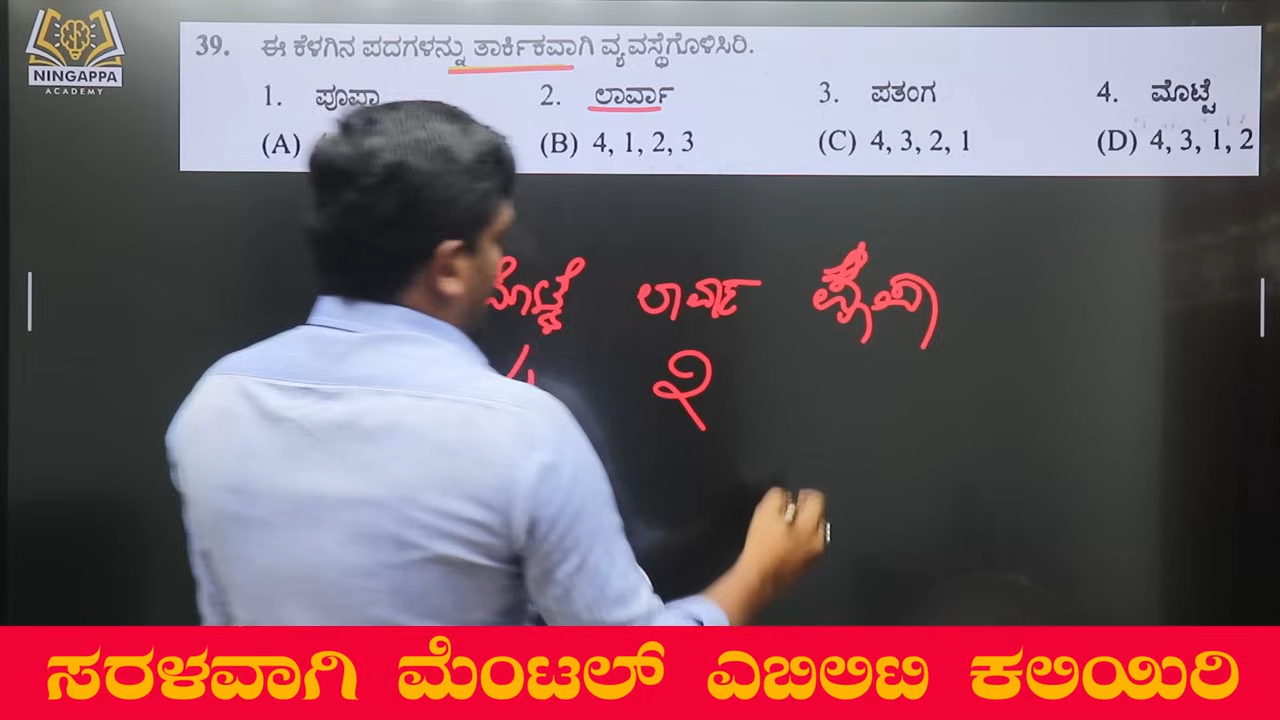 NINGAPPA
ACADEMY
39. ಈ ಕೆಳಗಿನ ಪದಗಳನ್ನು ತಾರ್ಕಿಕವಾಗಿ ವ್ಯವಸ್ಥೆಗೊಳಿಸಿರಿ.
1. ಪೂಪಾ 2. ಲಾರ್ವಾ 3. ಪತಂಗ 4. ಮೊಟ್ಟೆ
(A) (B) 4, 1, 2, 3 (C) 4, 3, 2, 1 (D) 4, 3, 1, 2
ಲಾರ್ವಾ
೨
ಸರಳವಾಗಿ ಮೆಂಟಲ್ ಎಬಿಲಿಟಿ ಕಲಿಯಿರಿ